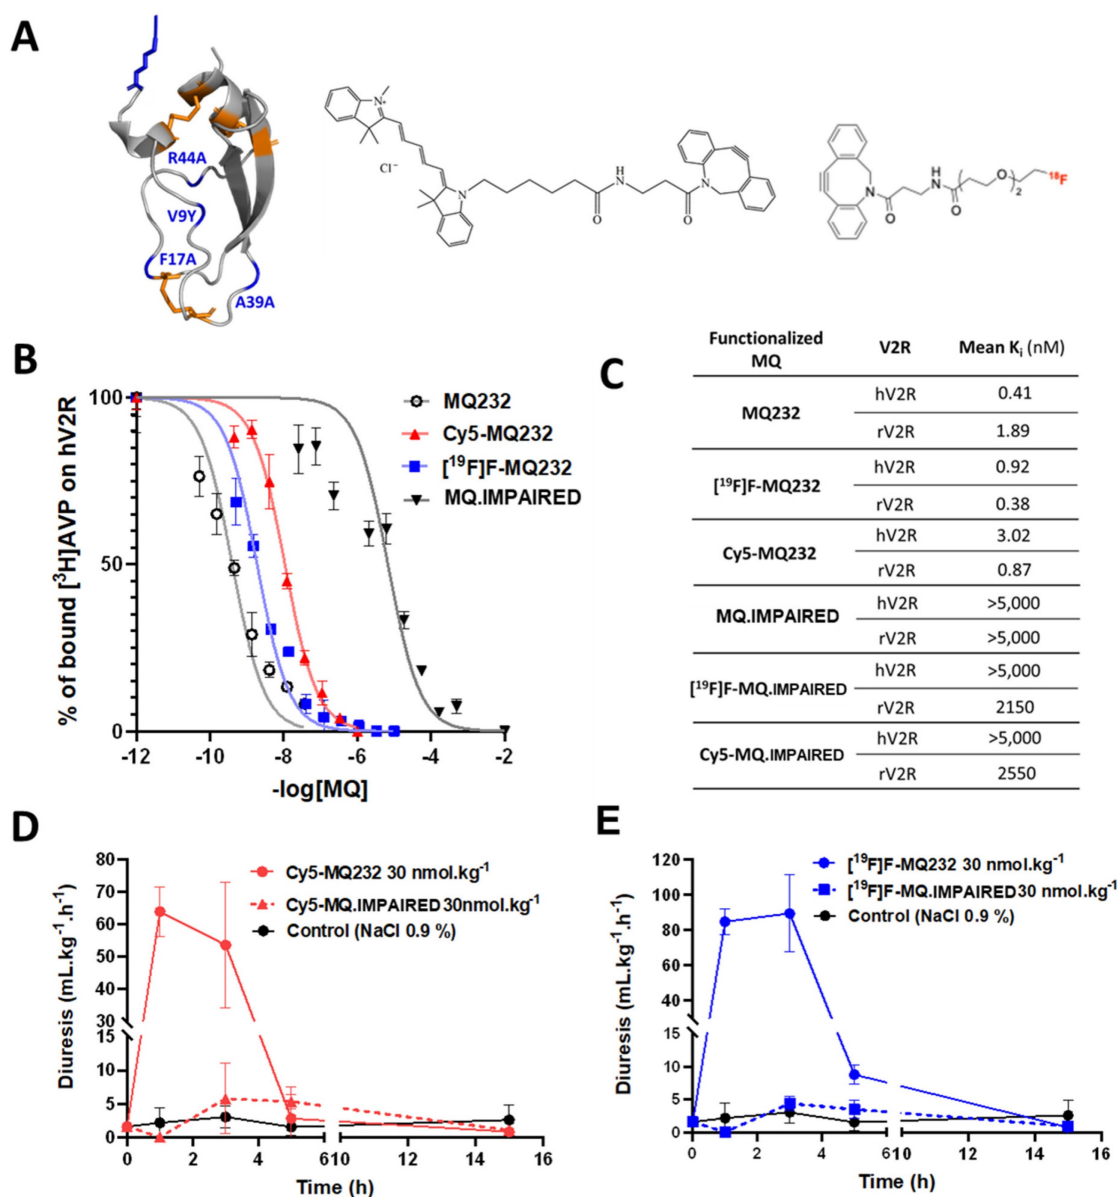 A
R44A
V9Y
F17A
A39A
N+
Cl−
N
H
N
O
O
N
N
H
N
O
O
O
2
18F
B
% of bound [3H]AVP on hV2R
100
50
0
-12
-10
-8
-6
-4
-2
-log[MQ]
MQ232
Cy5-MQ232
[19F]F-MQ232
MQ.IMPAIRED
C
Functionalized MQ V2R Mean Ki (nM)
MQ232 hV2R 0.41
rV2R 1.89
[19F]F-MQ232 hV2R 0.92
rV2R 0.38
Cy5-MQ232 hV2R 3.02
rV2R 0.87
MQ.IMPAIRED hV2R >5,000
rV2R >5,000
[19F]F-MQ.IMPAIRED hV2R >5,000
rV2R 2150
Cy5-MQ.IMPAIRED hV2R >5,000
rV2R 2550
D
Diuresis (mL.kg-1.h-1)
80
70
60
50
40
30
15
10
5
0
0 2 4 6 10 12 14 16
Time (h)
Cy5-MQ232 30 nmol.kg-1
Cy5-MQ.IMPAIRED 30nmol.kg-1
Control (NaCl 0.9 %)
E
Diuresis (mL.kg-1.h-1)
120
100
80
60
40
15
10
5
0
0 2 4 6 10 12 14 16
Time (h)
[19F]F-MQ232 30 nmol.kg-1
[19F]F-MQ.IMPAIRED 30 nmol.kg-1
Control (NaCl 0.9 %)